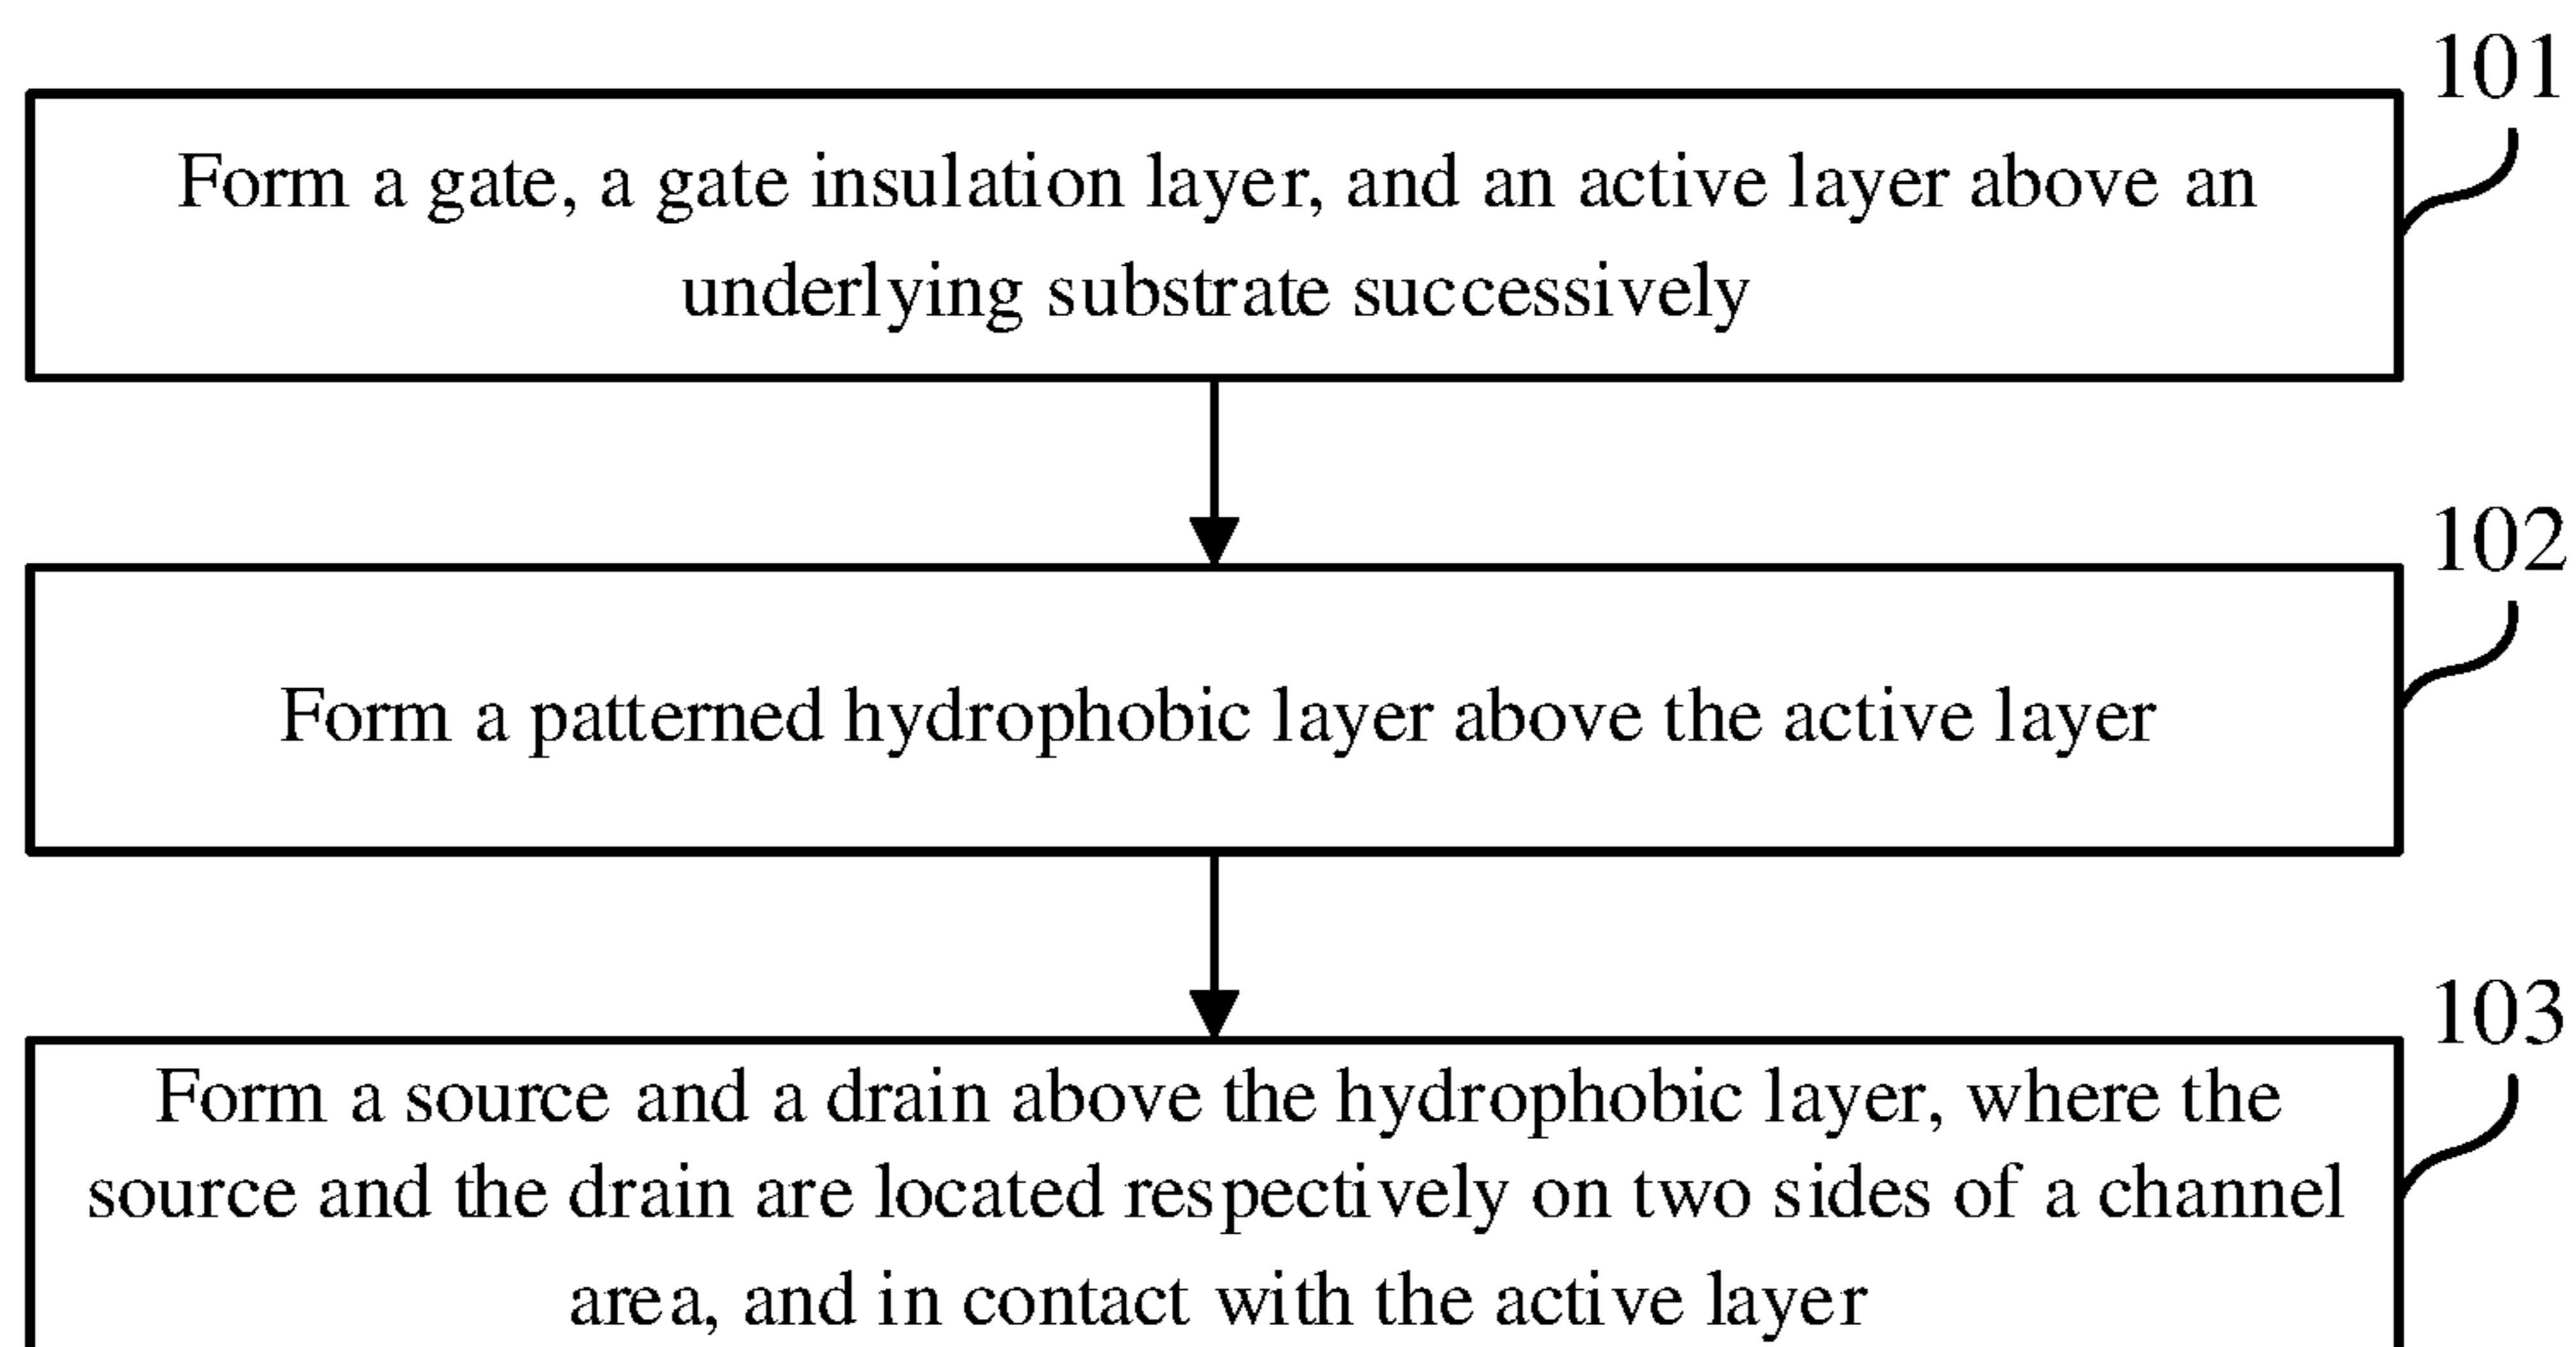 101
Form a gate, a gate insulation layer, and an active layer above an
underlying substrate successively
102
Form a patterned hydrophobic layer above the active layer
103
Form a source and a drain above the hydrophobic layer, where the
source and the drain are located respectively on two sides of a channel
area, and in contact with the active layer